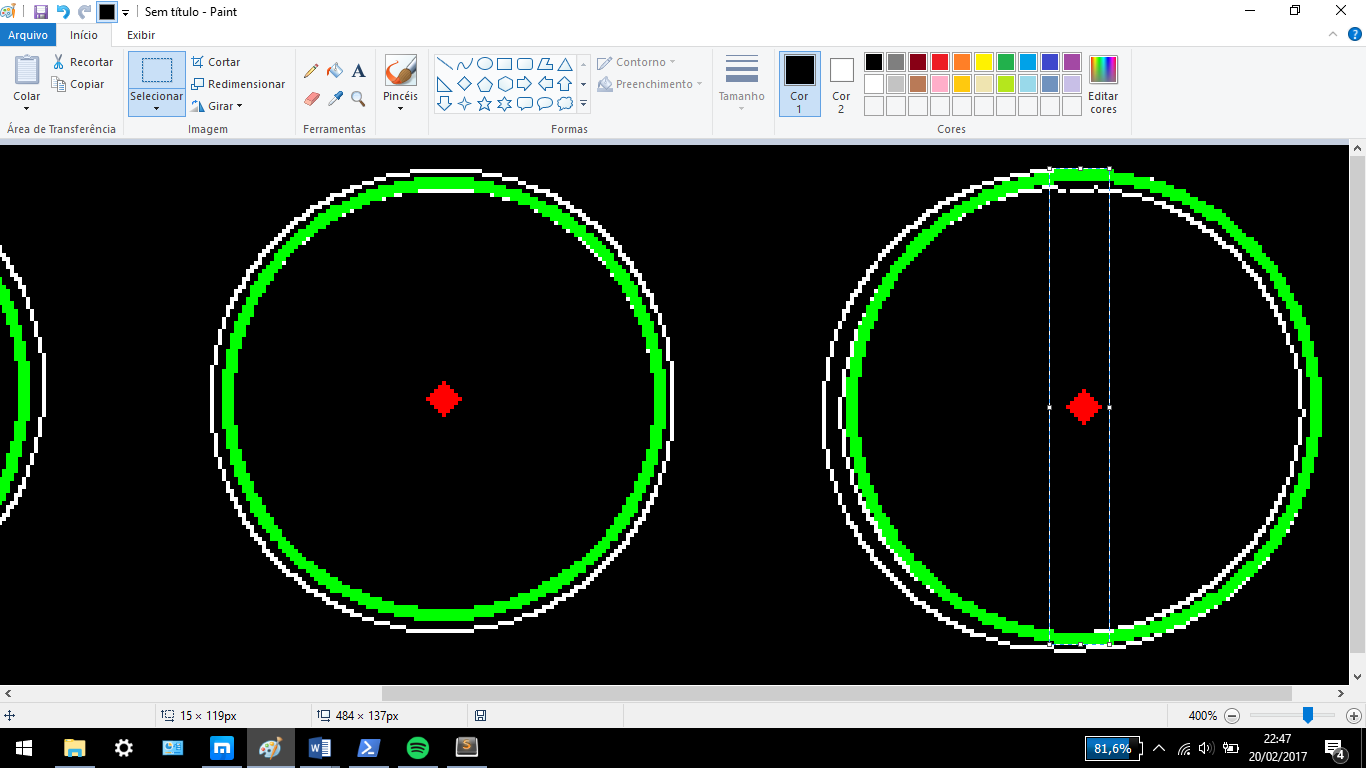 Sem título - Paint
Arquivo Início Exibir
Colar
Recortar
Copiar
Área de Transferência
Selecionar
Cortar
Redimensionar
Girar
Imagem
A
Ferramentas
Pincéis
Contorno
Preenchimento
Formas
Tamanho
Cor
1
Cor
2
Editar
cores
Cores
15 × 119px
484 × 137px
400%
81,6%
22:47
20/02/2017
4